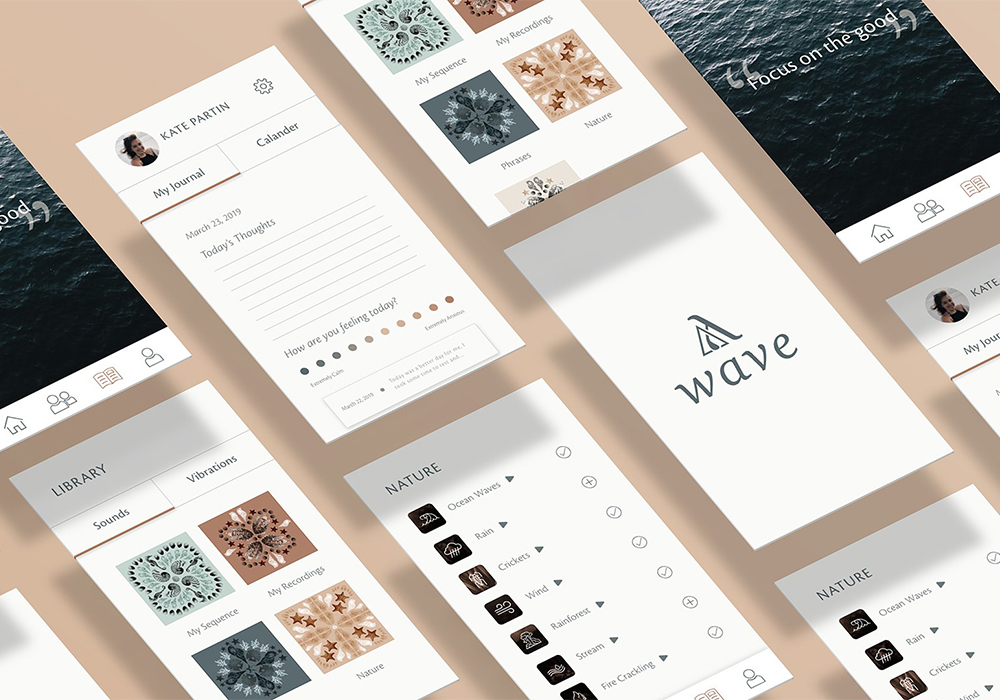 good ”
KATE PARTIN
My Journal
Calander
March 23, 2019
Today's Thoughts
How are you feeling today?
Extremely Calm
Extremely Anxious
March 22, 2019
Today was a better day for me, I
took some time to rest and...
My Sequence
My Recordings
Phrases
Nature
“ Focus on the good ”
wave
KATE
My Jour
LIBRARY
Sounds
Vibrations
My Sequence
My Recordings
Nature
NATURE
Ocean Waves
Rain
Crickets
Wind
Rainforest
Stream
Fire Crackling
NATURE
Ocean Waves
Rain
Crickets
Wind